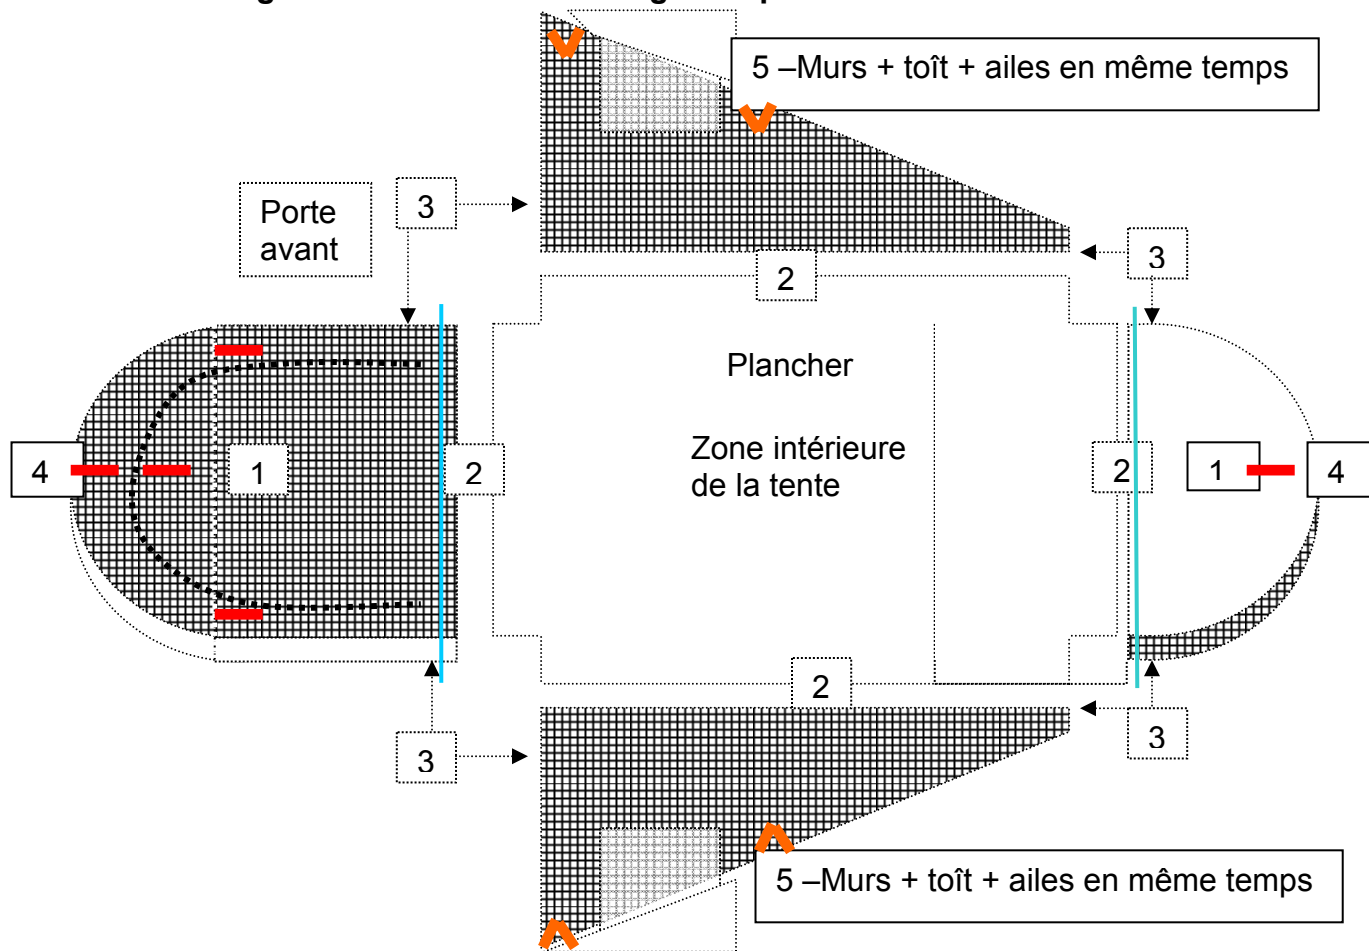 5 –Murs + toît + ailes en même temps
Porte
avant
3
3
2
Plancher
Zone intérieure
de la tente
4
1
2
2
1
4
2
3
3
5 –Murs + toît + ailes en même temps